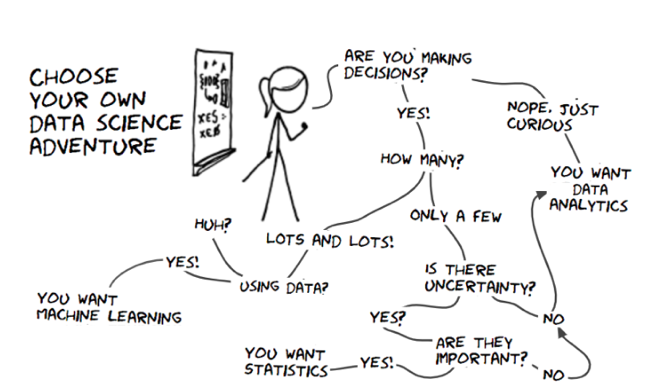 CHOOSE
YOUR OWN
DATA SCIENCE
ADVENTURE
ARE YOU MAKING
DECISIONS?
NOPE, JUST
CURIOUS
YES!
HOW MANY?
YOU WANT
DATA
ANALYTICS
ONLY A FEW
HUH?
LOTS AND LOTS!
YES!
USING DATA?
IS THERE
UNCERTAINTY?
YOU WANT
MACHINE LEARNING
YES?
NO
ARE THEY
IMPORTANT?
YOU WANT
STATISTICS
YES!
NO